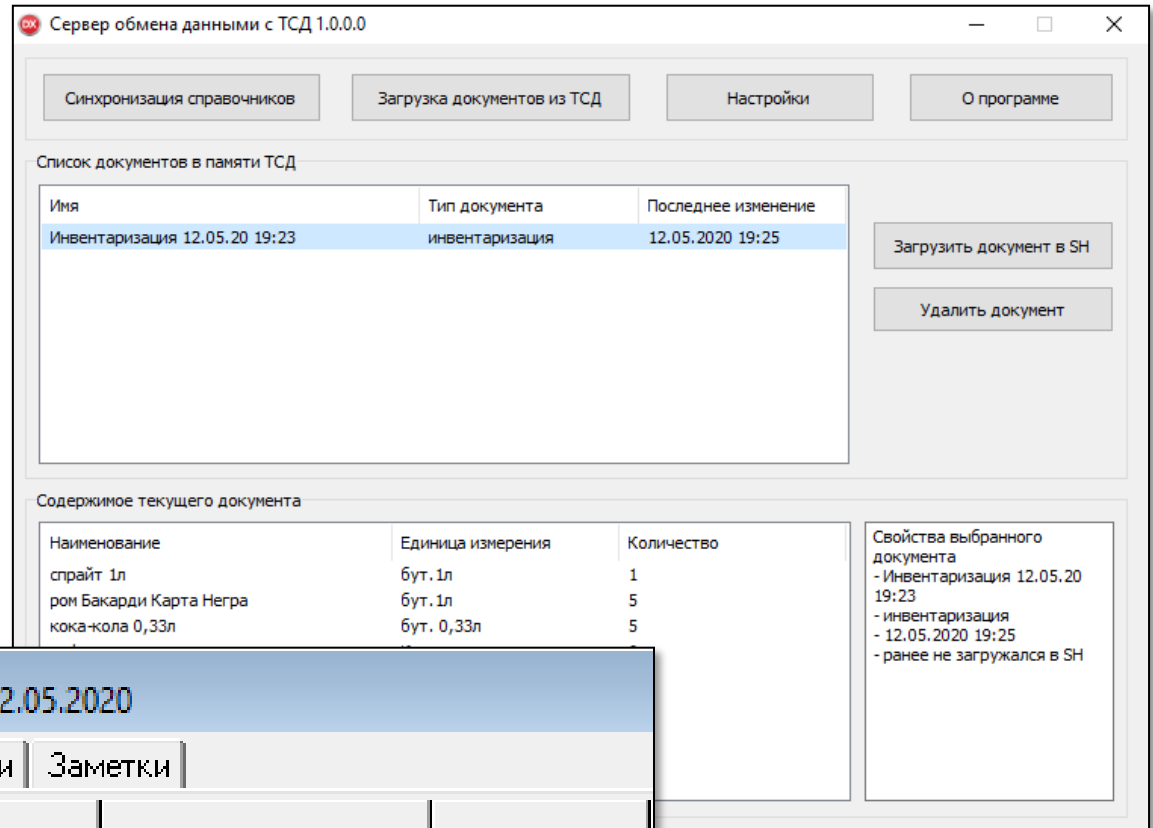 DX Сервер обмена данными с ТСД 1.0.0.0
Синхронизация справочников Загрузка документов из ТСД Настройки О программе
Список документов в памяти ТСД
Имя Тип документа Последнее изменение
Инвентаризация 12.05.20 19:23 инвентаризация 12.05.2020 19:25
Загрузить документ в SH
Удалить документ
Содержимое текущего документа
Наименование Единица измерения Количество
спрайт 1л бут.1л 1
ром Бакарди Карта Негра бут.1л 5
кока-кола 0,33л бут. 0,33л 5
Свойства выбранного
документа
- Инвентаризация 12.05.20
19:23
- инвентаризация
- 12.05.2020 19:25
- ранее не загружался в SH
2.05.2020
и Заметки